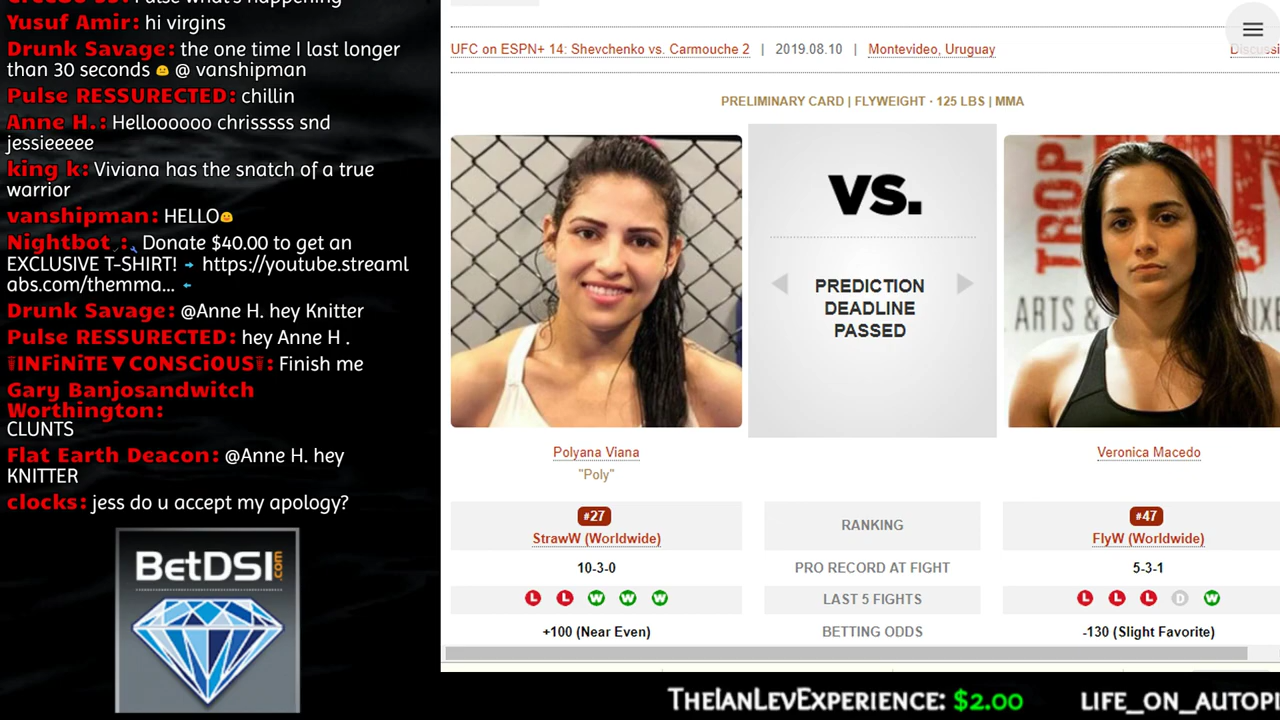 Yusuf Amir: hi virgins
Drunk Savage: the one time I last longer
than 30 seconds @ vanshipman
Pulse RESSURECTED: chillin
Anne H.: Helloooooo chrisssss snd
jessieeeee
king k: Viviana has the snatch of a true
warrior
vanshipman: HELLO
Nightbot : Donate $40.00 to get an
EXCLUSIVE T-SHIRT! https://youtube.streaml
abs.com/themma...
Drunk Savage: @Anne H. hey Knitter
Pulse RESSURECTED: hey Anne H .
INFiNiTE▼CONSCiOUS: Finish me
Gary Banjosandwitch
Worthington:
CLUNTS
Flat Earth Deacon: @Anne H. hey
KNITTER
clocks: jess do u accept my apology?
BetDSI.com
UFC on ESPN+ 14: Shevchenko vs. Carmouche 2 | 2019.08.10 | Montevideo, Uruguay
PRELIMINARY CARD | FLYWEIGHT · 125 LBS | MMA
VS.
PREDICTION
DEADLINE
PASSED
TROP
ARTS &
MIXE
Polyana Viana
"Poly"
Veronica Macedo
#27
StrawW (Worldwide)
RANKING
#47
FlyW (Worldwide)
10-3-0 PRO RECORD AT FIGHT 5-3-1
L L W W W LAST 5 FIGHTS L L L D W
+100 (Near Even) BETTING ODDS -130 (Slight Favorite)
TheIanLevExperience: $2.00 LIFE_ON_AUTOPI